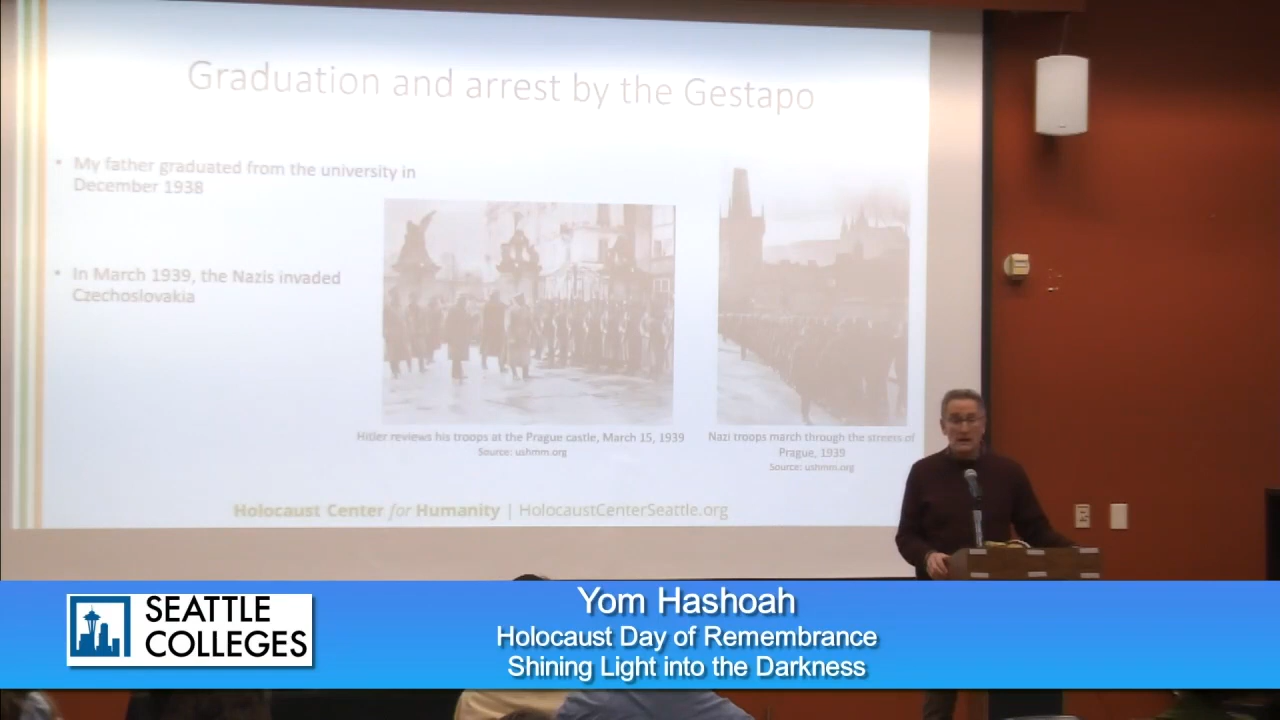 Graduation and arrest by the Gestapo
• My father graduated from the university in
December 1938
• In March 1939, the Nazis invaded
Czechoslovakia
Hitler reviews his troops at the Prague castle, March 15, 1939
Source: ushmm.org
Nazi troops march through the streers of
Prague, 1939
Source: ushmm.org
Holocaust Center for Humanity | HolocaustCenterSeattle.org
SEATTLE
COLLEGES
Yom Hashoah
Holocaust Day of Remembrance
Shining Light into the Darkness